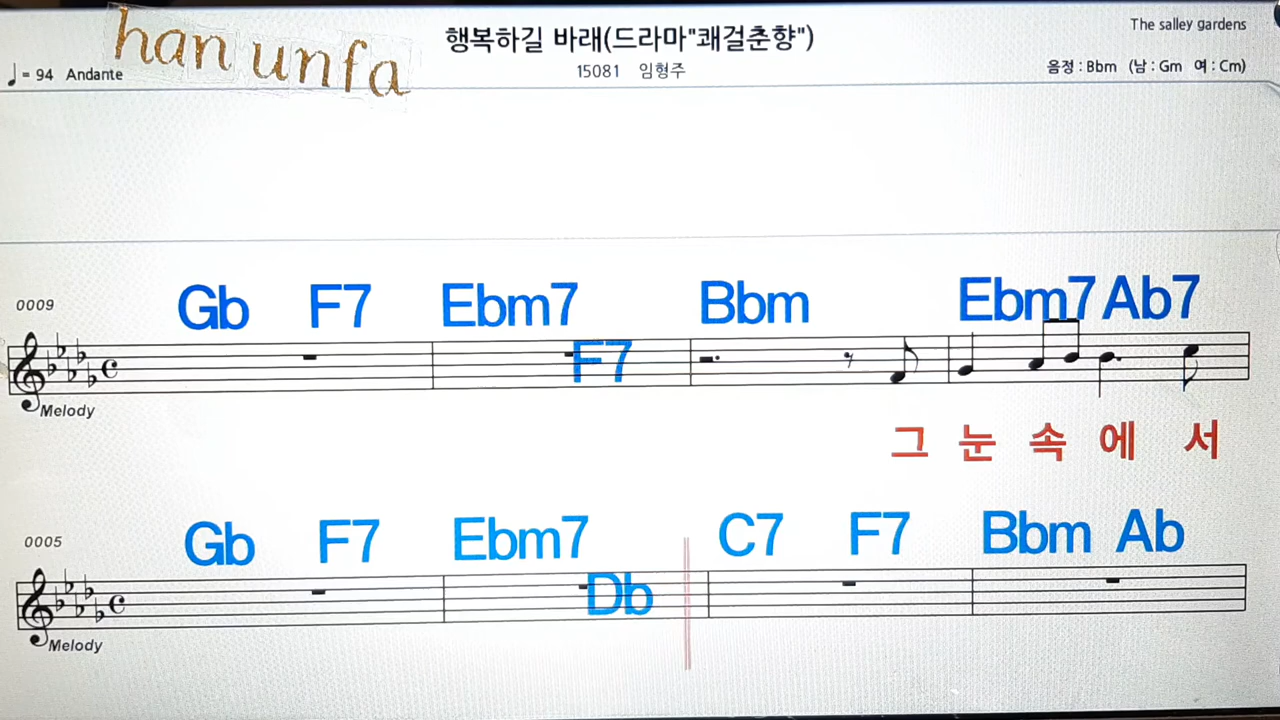 han unfa
행복하길 바래(드라마"쾌걸춘향")
The salley gardens
♩= 94 Andante
15081 임형주
음정 : Bbm (남 : Gm 여 : Cm)
0009
Gb F7 Ebm7 F7 Bbm Ebm7 Ab7
Melody
그 눈 속 에 서
0005
Gb F7 Ebm7 Db C7 F7 Bbm Ab
Melody